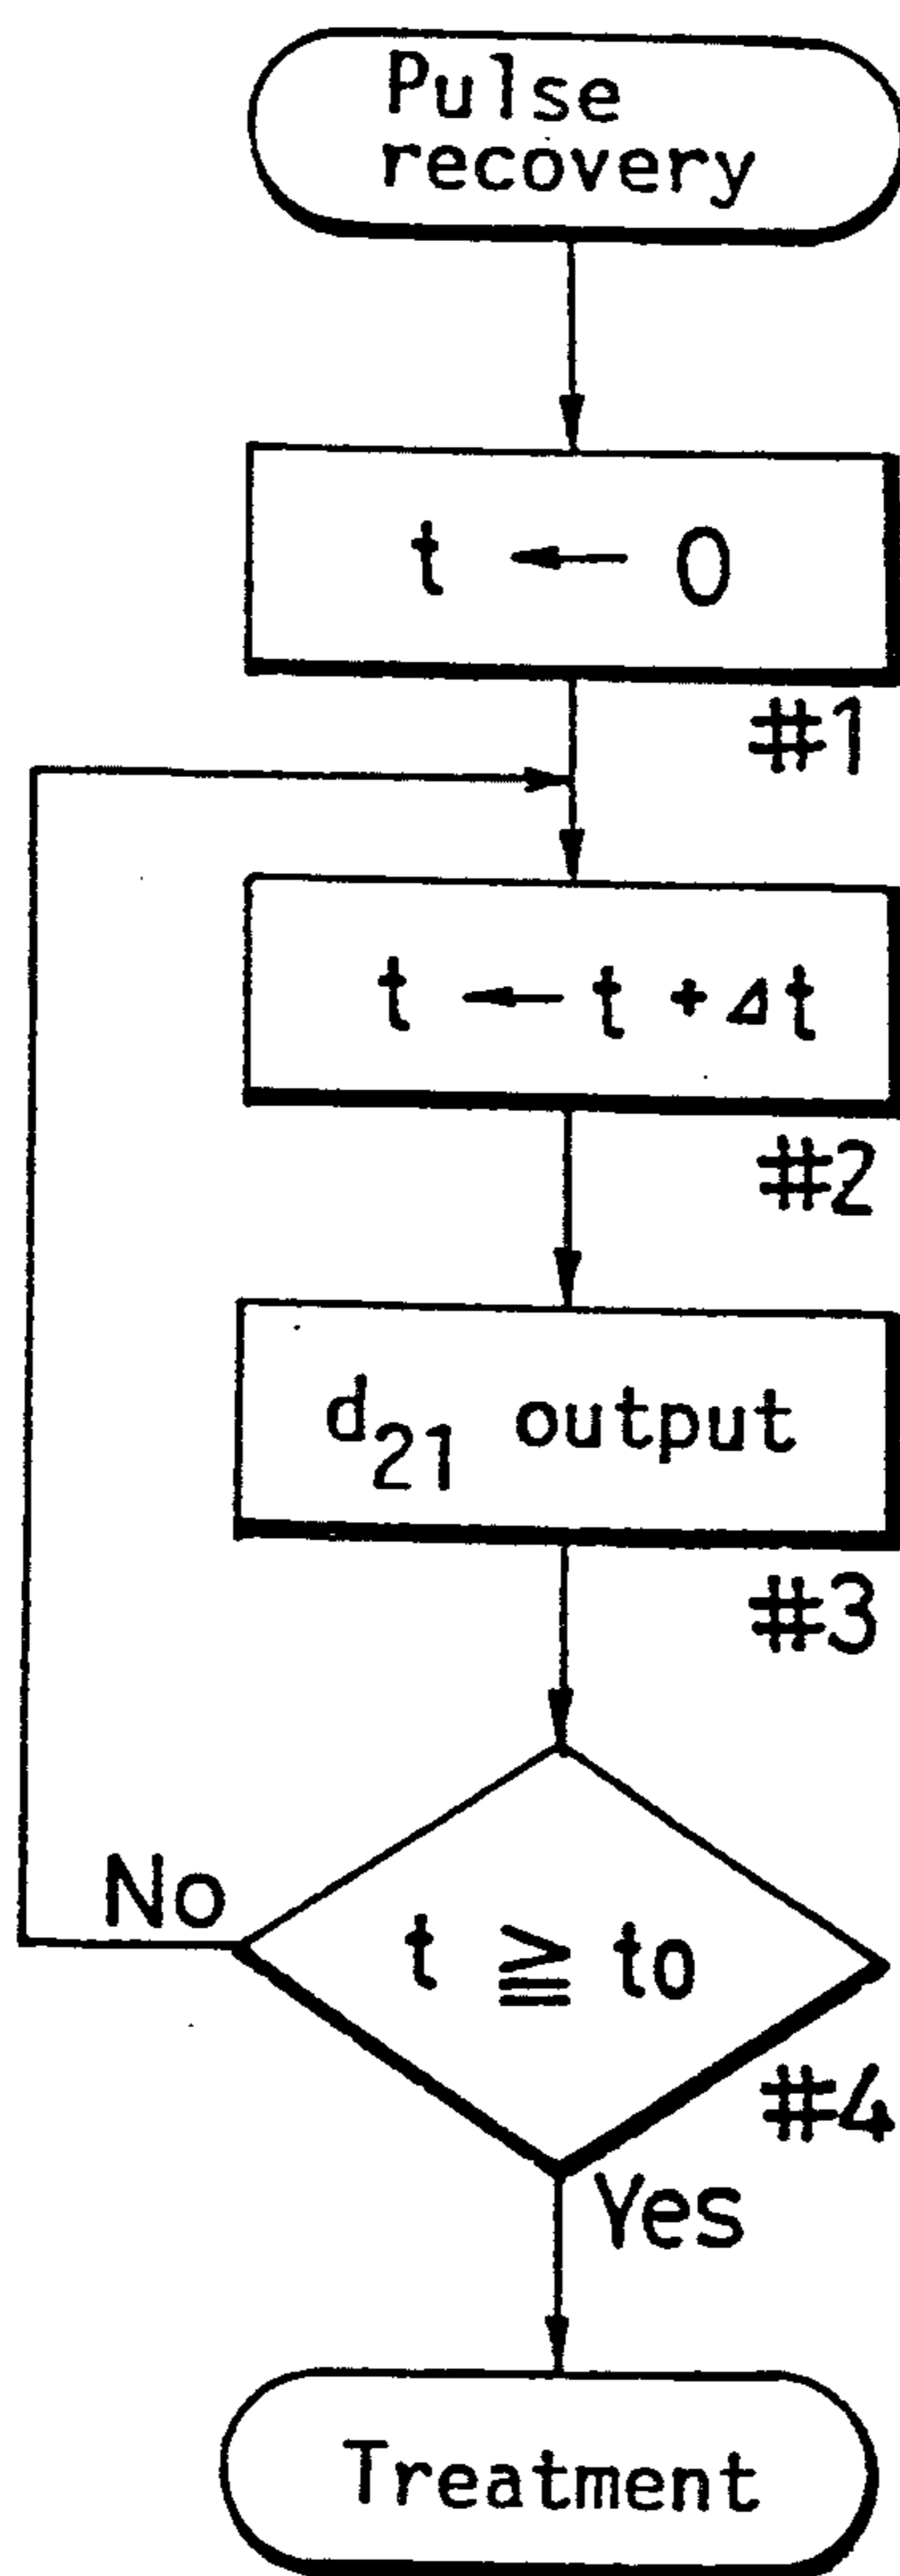 Pulse
recovery
t ← 0
#1
t ← t + Δt
#2
d₂₁ output
#3
No
t ≧ to
#4
Yes
Treatment